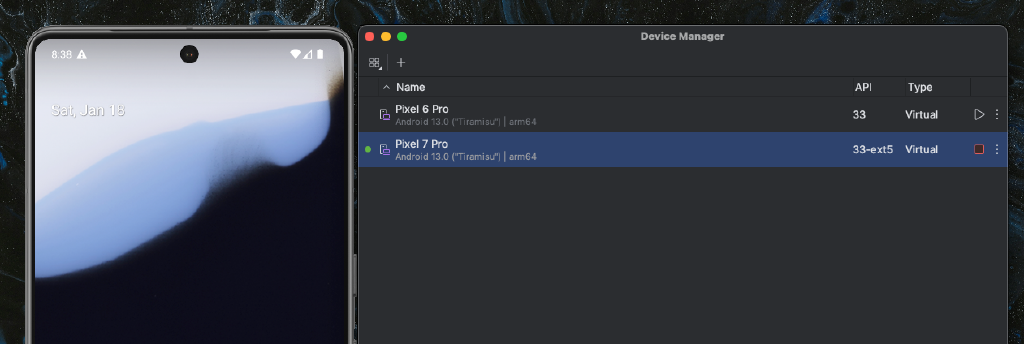 8:38
Sat, Jan 18
Device Manager
Name API Type
Pixel 6 Pro
Android 13.0 ("Tiramisu") | arm64
33 Virtual
Pixel 7 Pro
Android 13.0 ("Tiramisu") | arm64
33-ext5 Virtual